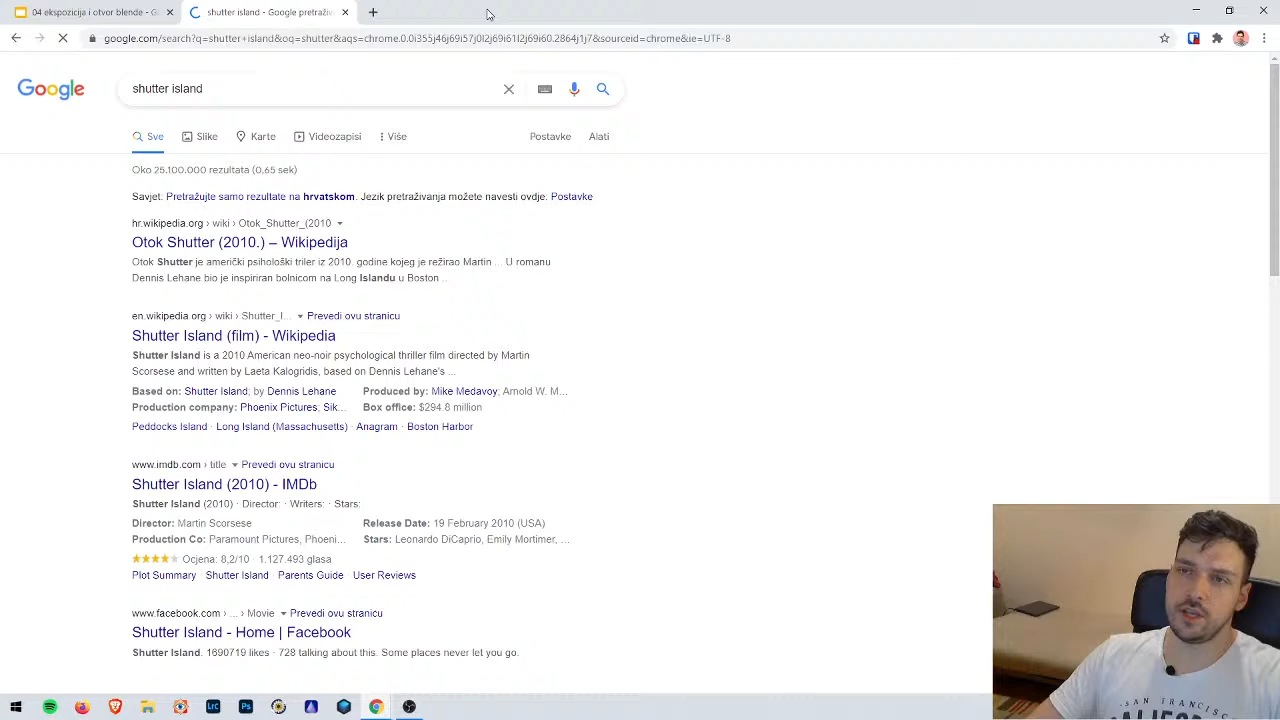 04 ekspozicija i otvor blende - G
shutter island - Google pretraživ
google.com/search?q=shutter+island&oq=shutter&aqs=chrome.0.0i355j46j69i57j0l2j69i61l2j69i60.2864j1j7&sourceid=chrome&ie=UTF-8
Google
shutter island
Sve Slike Karte Videozapisi Više Postavke Alati
Oko 25.100.000 rezultata (0,65 sek)
Savjet: Pretražujte samo rezultate na hrvatskom. Jezik pretraživanja možete navesti ovdje: Postavke
hr.wikipedia.org › wiki › Otok_Shutter_(2010
Otok Shutter (2010.) – Wikipedija
Otok Shutter je američki psihološki triler iz 2010. godine kojeg je režirao Martin ... U romanu
Dennis Lehane bio je inspiriran bolnicom na Long Islandu u Boston ...
en.wikipedia.org › wiki › Shutter_I... Prevedi ovu stranicu
Shutter Island (film) - Wikipedia
Shutter Island is a 2010 American neo-noir psychological thriller film directed by Martin
Scorsese and written by Laeta Kalogridis, based on Dennis Lehane's ...
Based on: Shutter Island; by Dennis Lehane Produced by: Mike Medavoy; Arnold W. M...
Production company: Phoenix Pictures; Sik... Box office: $294.8 million
Peddocks Island · Long Island (Massachusetts) · Anagram · Boston Harbor
www.imdb.com › title Prevedi ovu stranicu
Shutter Island (2010) - IMDb
Shutter Island (2010) · Director: · Writers: · Stars:
Director: Martin Scorsese Release Date: 19 February 2010 (USA)
Production Co: Paramount Pictures, Phoeni... Stars: Leonardo DiCaprio, Emily Mortimer, ...
Ocjena: 8,2/10 · 1.127.493 glasa
Plot Summary · Shutter Island · Parents Guide · User Reviews
www.facebook.com › ... › Movie Prevedi ovu stranicu
Shutter Island - Home | Facebook
Shutter Island. 1690719 likes · 728 talking about this. Some places never let you go.
LrC
Ps
SAN FRANCISC